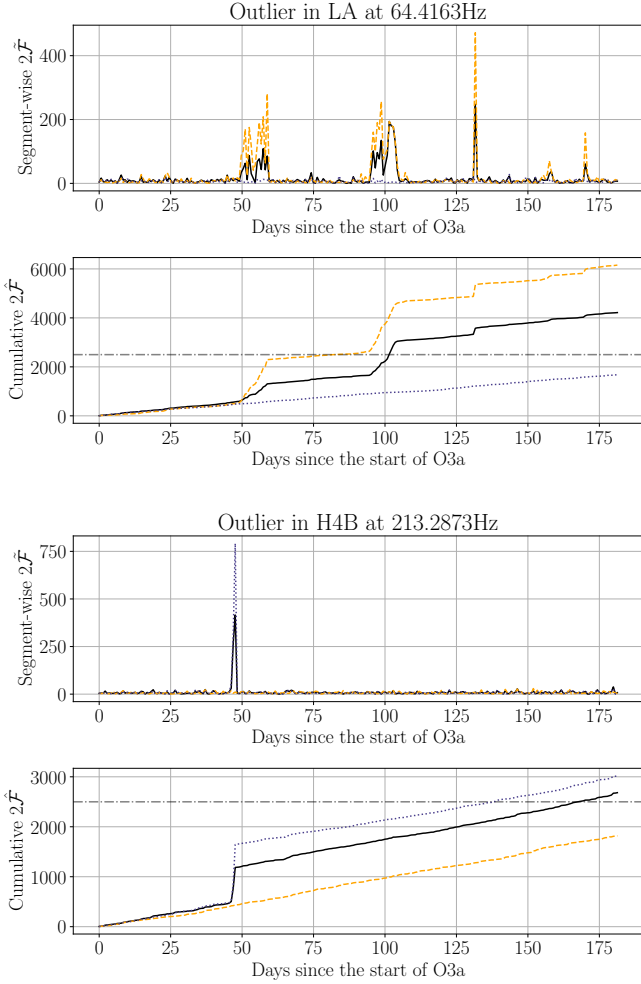 Outlier in LA at 64.4163Hz
Segment-wise 2F̃
400
200
0
0 25 50 75 100 125 150 175
Days since the start of O3a
Cumulative 2F̂
6000
4000
2000
0
0 25 50 75 100 125 150 175
Days since the start of O3a
Outlier in H4B at 213.2873Hz
Segment-wise 2F̃
750
500
250
0
0 25 50 75 100 125 150 175
Days since the start of O3a
Cumulative 2F̂
3000
2000
1000
0
0 25 50 75 100 125 150 175
Days since the start of O3a